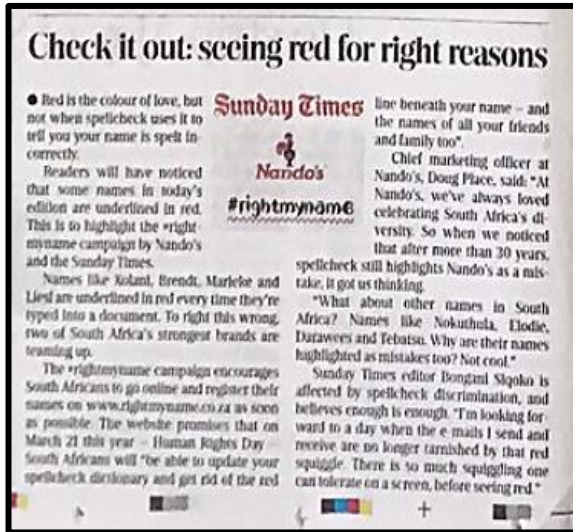 Check it out: seeing red for right reasons
● Red is the colour of love, but
not when spellcheck uses it to
tell you your name is spelt in-
correctly.
Readers will have noticed
that some names in today's
edition are underlined in red.
This is to highlight the #right-
myname campaign by Nando's
and the Sunday Times.
Names like Xolani, Brendt, Marieke and
Liesl are underlined in red every time they're
typed into a document. To right this wrong,
two of South Africa's strongest brands are
teaming up.
The #rightmyname campaign encourages
South Africans to go online and register their
names on www.rightmyname.co.za as soon
as possible. The website promises that on
March 21 this year – Human Rights Day –
South Africans will "be able to update your
spellcheck dictionary and get rid of the red
Sunday Times
Nando's
#rightmyname
line beneath your name – and
the names of all your friends
and family too".
Chief marketing officer at
Nando's, Doug Place, said: "At
Nando's, we've always loved
celebrating South Africa's di-
versity. So when we noticed
that after more than 30 years,
spellcheck still highlights Nando's as a mis-
take, it got us thinking.
"What about other names in South
Africa? Names like Nokuthula, Elodie,
Darawees and Tebatso. Why are their names
highlighted as mistakes too? Not cool."
Sunday Times editor Bongani Siqoko is
affected by spellcheck discrimination, and
believes enough is enough. "I'm looking for-
ward to a day when the e-mails I send and
receive are no longer tarnished by that red
squiggle. There is so much squiggling one
can tolerate on a screen, before seeing red."